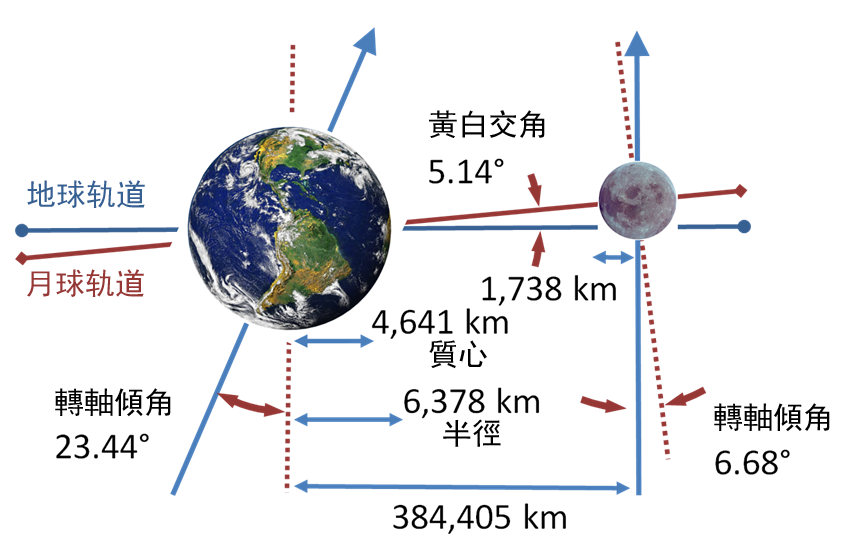 黃白交角
5.14°
地球轨道
月球轨道
1,738 km
4,641 km
質心
轉軸傾角
23.44°
6,378 km
半徑
轉軸傾角
6.68°
384,405 km